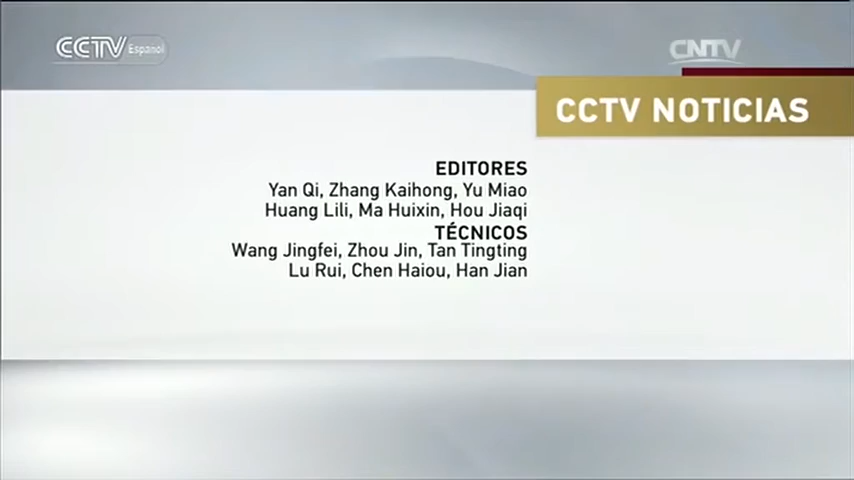 CCTV Español
CNTV
CCTV NOTICIAS
EDITORES
Yan Qi, Zhang Kaihong, Yu Miao
Huang Lili, Ma Huixin, Hou Jiaqi
TÉCNICOS
Wang Jingfei, Zhou Jin, Tan Tingting
Lu Rui, Chen Haiou, Han Jian